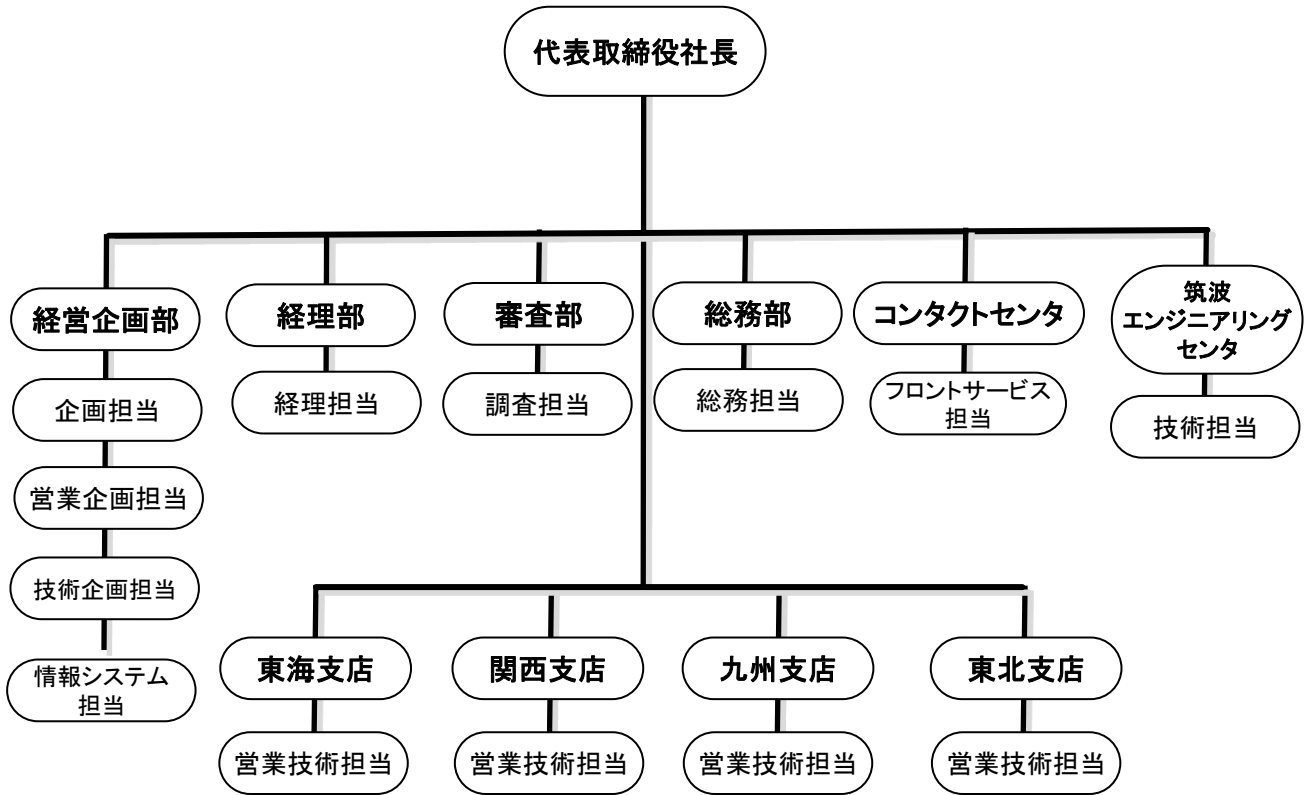 代表取締役社長
経営企画部
経理部
審査部
総務部
コンタクトセンタ
筑波
エンジニアリング
センタ
企画担当
経理担当
調査担当
総務担当
フロントサービス
担当
技術担当
営業企画担当
技術企画担当
情報システム
担当
東海支店
関西支店
九州支店
東北支店
営業技術担当
営業技術担当
営業技術担当
営業技術担当